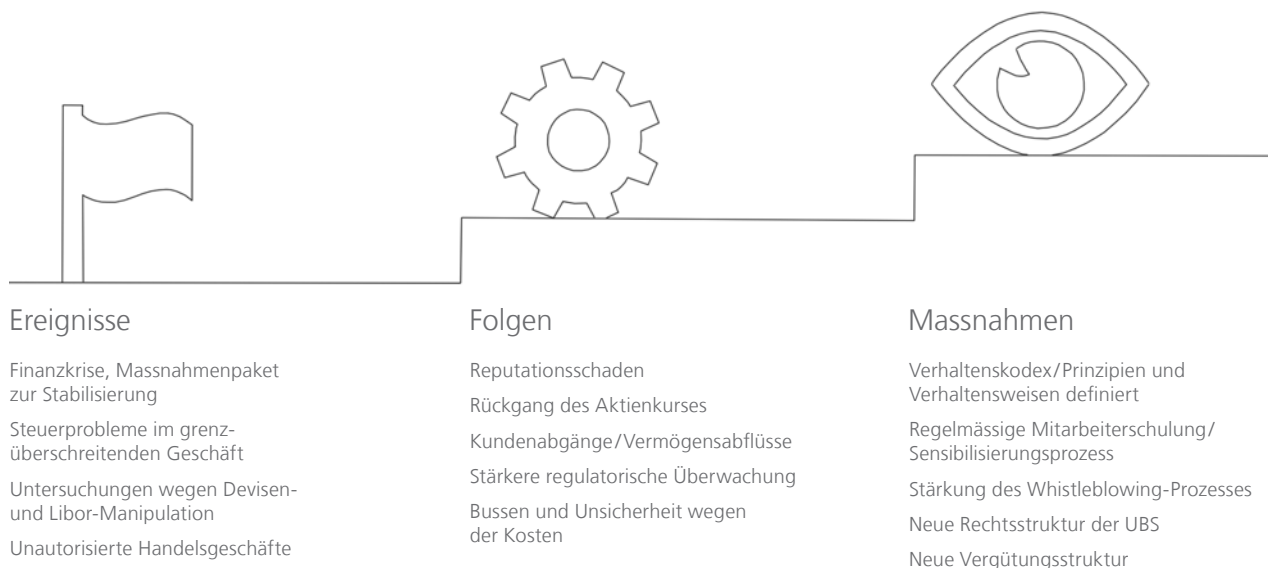 Ereignisse
Finanzkrise, Massnahmenpaket
zur Stabilisierung
Steuerprobleme im grenz-
überschreitenden Geschäft
Untersuchungen wegen Devisen-
und Libor-Manipulation
Unautorisierte Handelsgeschäfte
Folgen
Reputationsschaden
Rückgang des Aktienkurses
Kundenabgänge/Vermögensabflüsse
Stärkere regulatorische Überwachung
Bussen und Unsicherheit wegen
der Kosten
Massnahmen
Verhaltenskodex/Prinzipien und
Verhaltensweisen definiert
Regelmässige Mitarbeiterschulung/
Sensibilisierungsprozess
Stärkung des Whistleblowing-Prozesses
Neue Rechtsstruktur der UBS
Neue Vergütungsstruktur